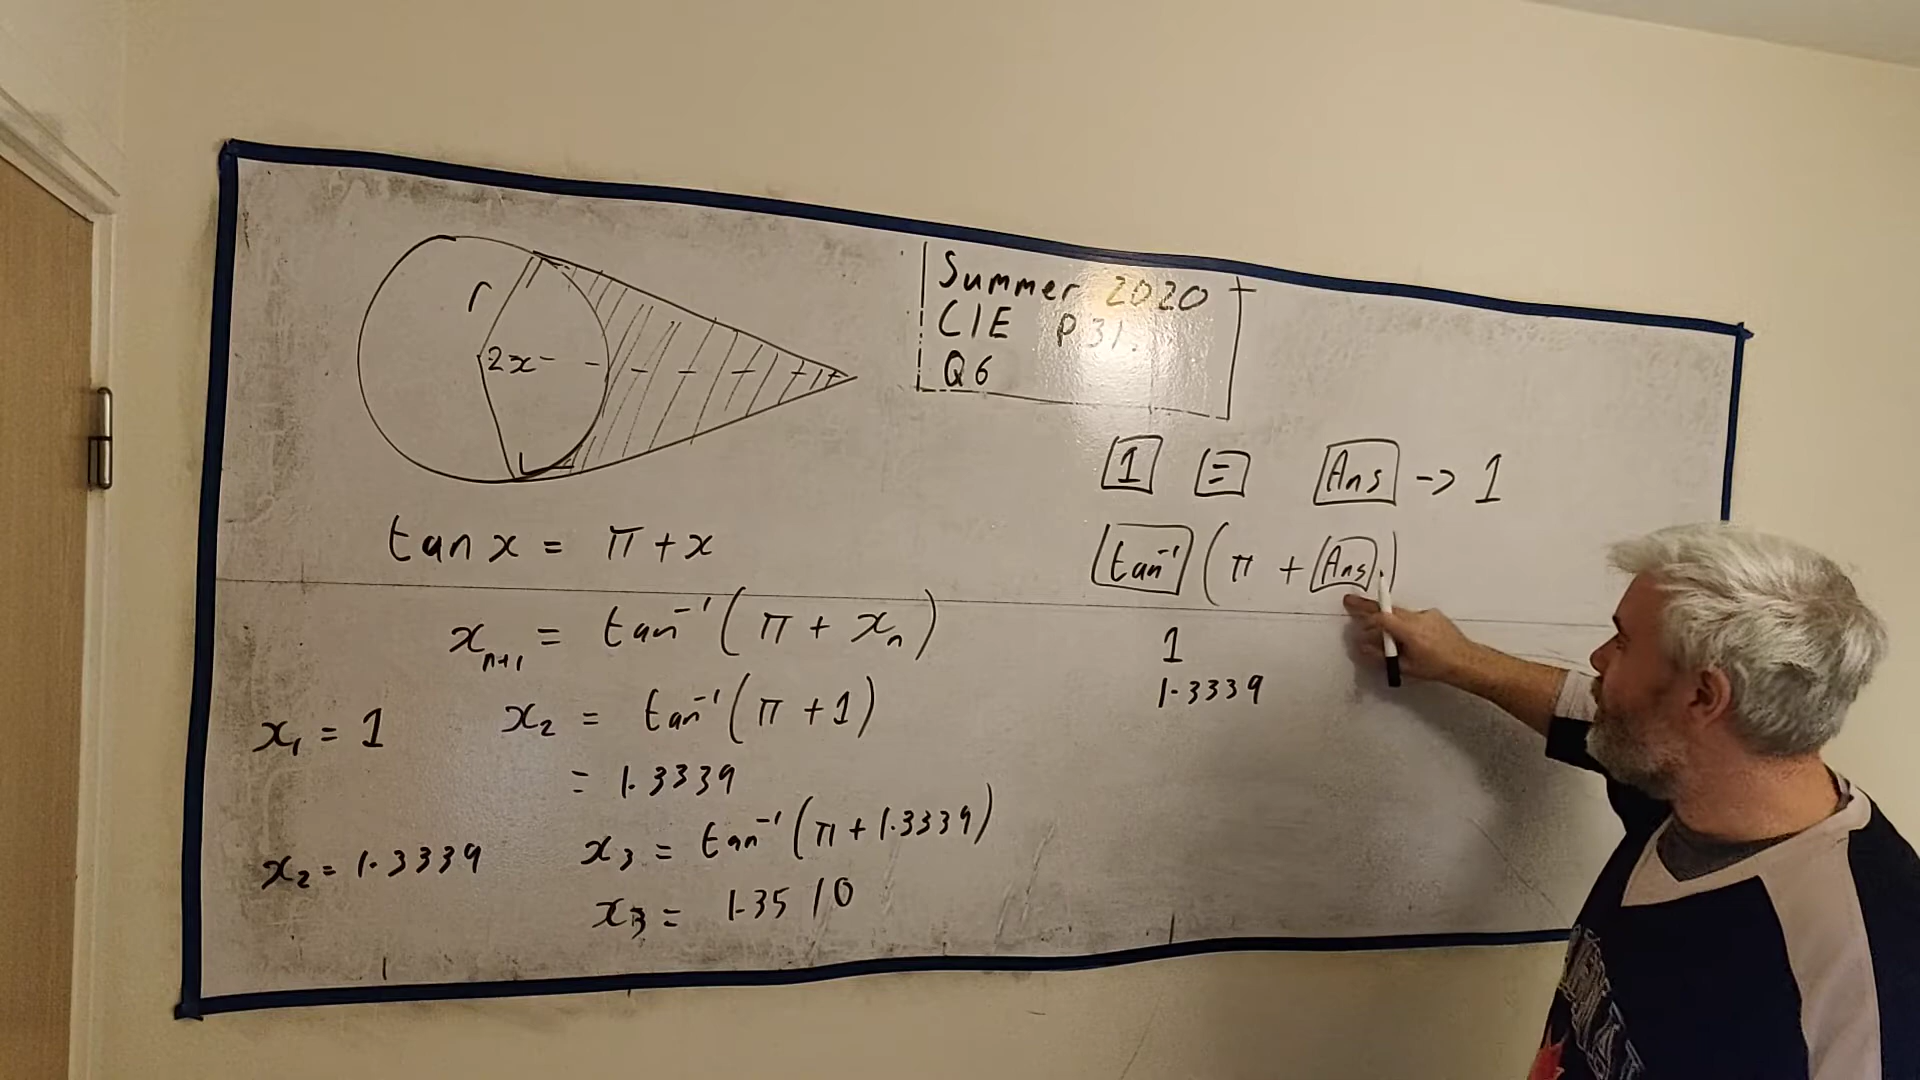 r
2x
Summer 2020
CIE P31.
Q6
tan x = π + x
xₙ₊₁ = tan⁻¹(π + xₙ)
x₁ = 1
x₂ = tan⁻¹(π + 1)
= 1.3339
x₂ = 1.3339
x₃ = tan⁻¹(π + 1.3339)
x₃ = 1.3510
1 = Ans -> 1
tan⁻¹ (π + Ans)
1
1.3339